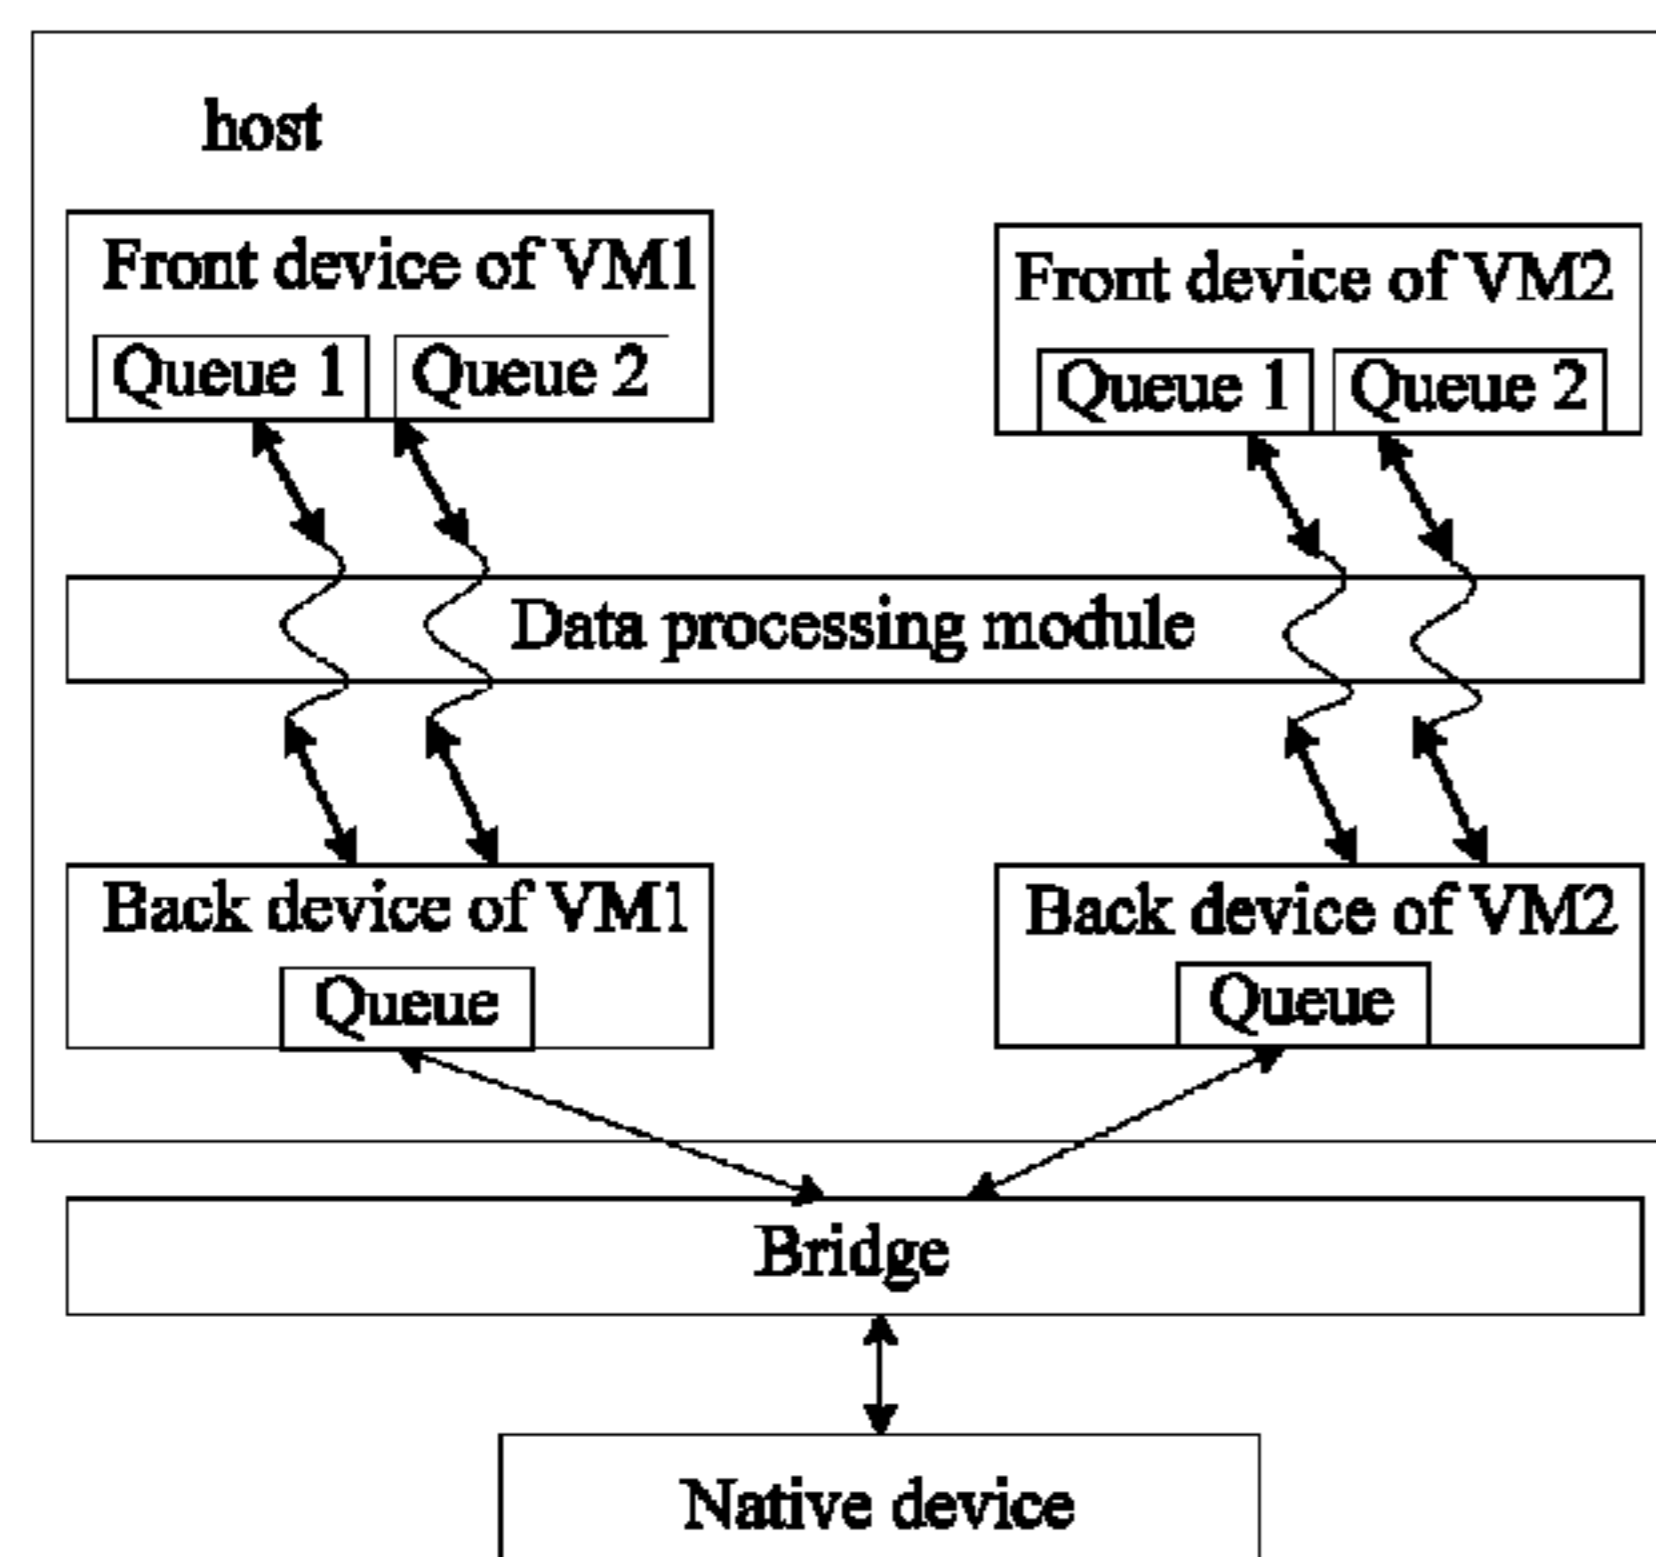 host
Front device of VM1
Front device of VM2
Queue 1
Queue 2
Queue 1
Queue 2
Data processing module
Back device of VM1
Back device of VM2
Queue
Queue
Bridge
Native device